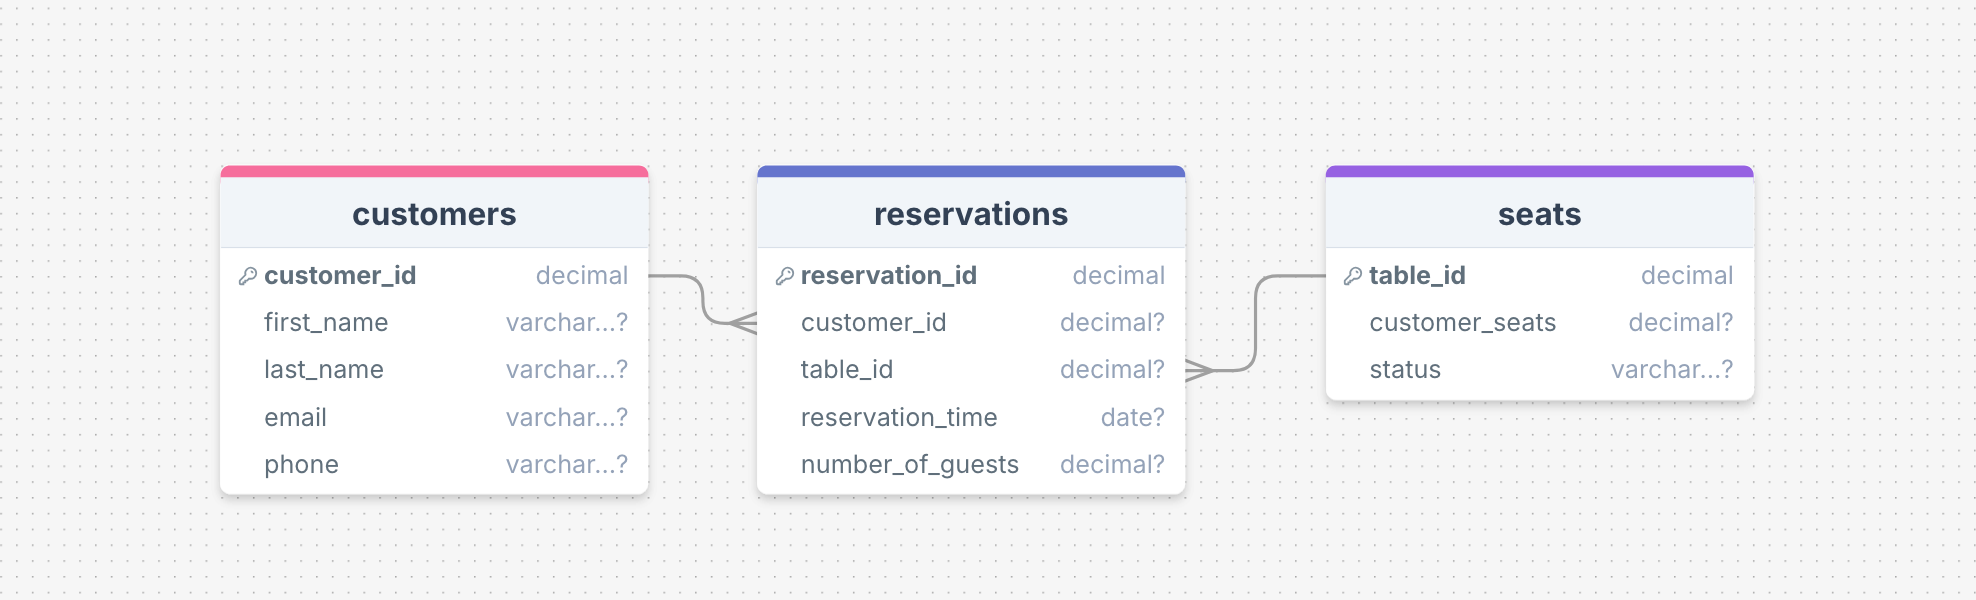 customers
customer_id decimal
first_name varchar...?
last_name varchar...?
email varchar...?
phone varchar...?
reservations
reservation_id decimal
customer_id decimal?
table_id decimal?
reservation_time date?
number_of_guests decimal?
seats
table_id decimal
customer_seats decimal?
status varchar...?